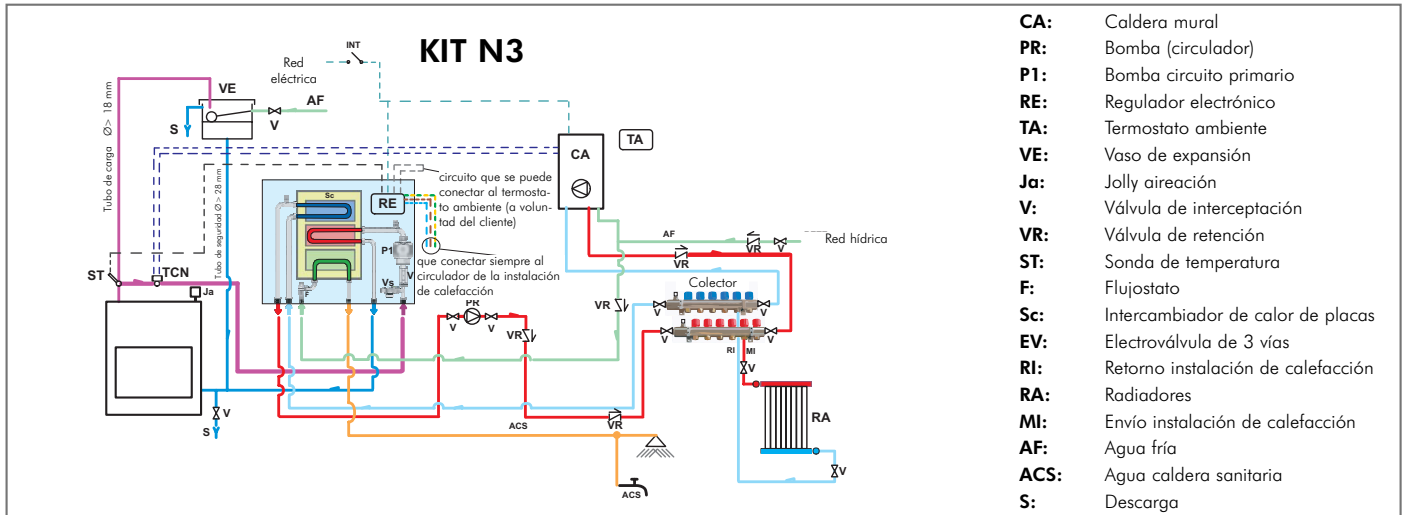 KIT N3
INT
Red
eléctrica
VE
AF
V
S
Tubo de carga Ø> 18 mm
Tubo de seguridad Ø> 28 mm
CA
TA
Sc
RE
circuito que se puede
conectar al termosta-
to ambiente (a volun-
tad del cliente)
P1
V
Vs
F
que conectar siempre al
circulador de la instalación
de calefacción
AF
VR
V
Red hídrica
VR
ST
TCN
Ja
PR
V
V
VR
VR
Colector
V
V
V
V
RI
MI
V
RA
V
V
S
ACS
VR
ACS
CA: Caldera mural
PR: Bomba (circulador)
P1: Bomba circuito primario
RE: Regulador electrónico
TA: Termostato ambiente
VE: Vaso de expansión
Ja: Jolly aireación
V: Válvula de interceptación
VR: Válvula de retención
ST: Sonda de temperatura
F: Flujostato
Sc: Intercambiador de calor de placas
EV: Electroválvula de 3 vías
RI: Retorno instalación de calefacción
RA: Radiadores
MI: Envío instalación de calefacción
AF: Agua fría
ACS: Agua caldera sanitaria
S: Descarga